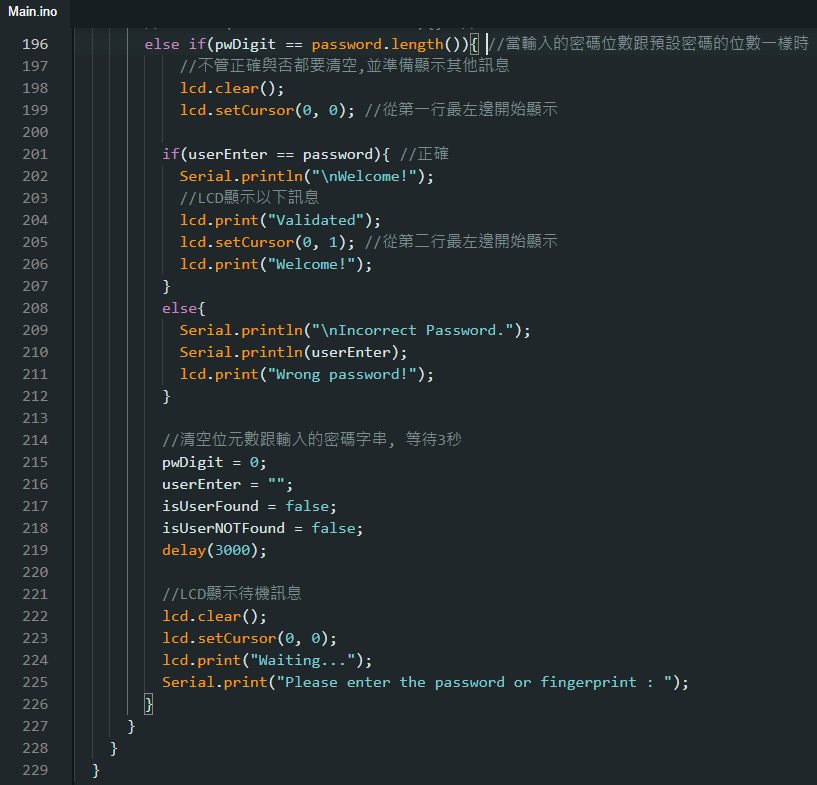 Main.ino
196 else if(pwDigit == password.length()){ //當輸入的密碼位數跟預設密碼的位數一樣時
197 //不管正確與否都要清空,並準備顯示其他訊息
198 lcd.clear();
199 lcd.setCursor(0, 0); //從第一行最左邊開始顯示
200
201 if(userEnter == password){ //正確
202 Serial.println("\nWelcome!");
203 //LCD顯示以下訊息
204 lcd.print("Validated");
205 lcd.setCursor(0, 1); //從第二行最左邊開始顯示
206 lcd.print("Welcome!");
207 }
208 else{
209 Serial.println("\nIncorrect Password.");
210 Serial.println(userEnter);
211 lcd.print("Wrong password!");
212 }
213
214 //清空位元數跟輸入的密碼字串, 等待3秒
215 pwDigit = 0;
216 userEnter = "";
217 isUserFound = false;
218 isUserNOTFound = false;
219 delay(3000);
220
221 //LCD顯示待機訊息
222 lcd.clear();
223 lcd.setCursor(0, 0);
224 lcd.print("Waiting...");
225 Serial.print("Please enter the password or fingerprint : ");
226 }
227 }
228 }
229 }